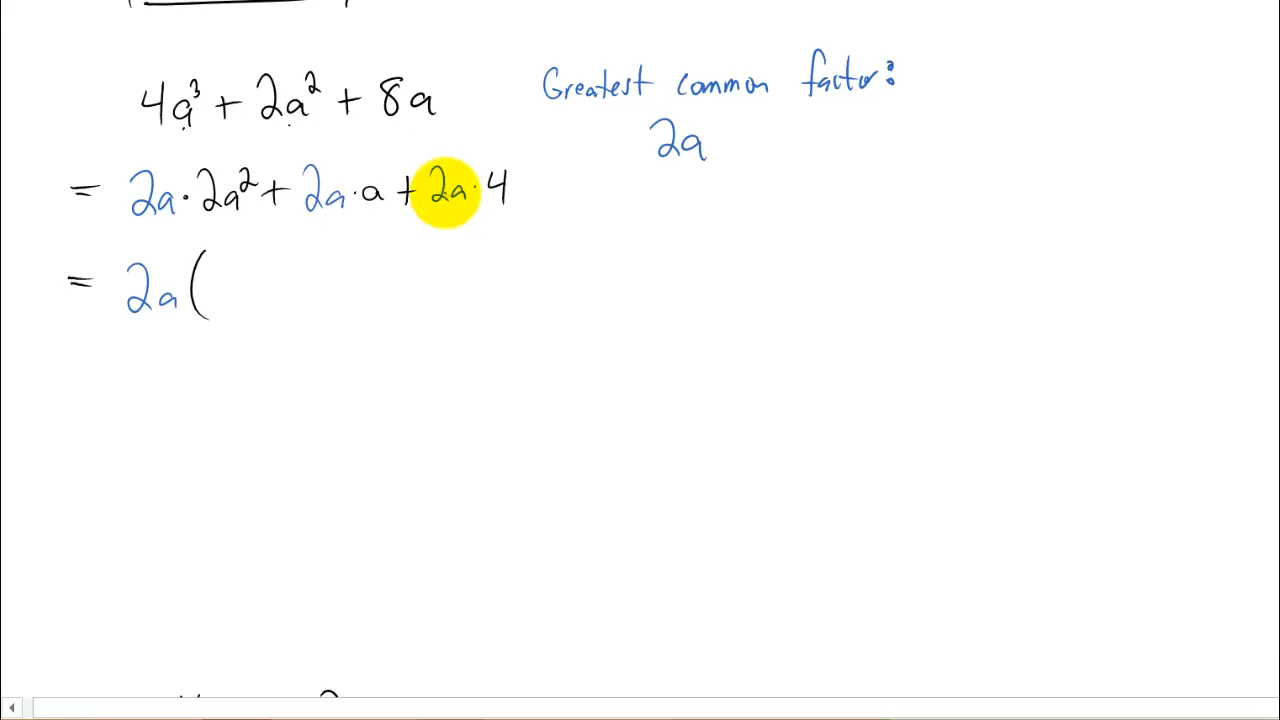 4a³ + 2a² + 8a
Greatest common factor:
2a
= 2a · 2a² + 2a · a + 2a · 4
= 2a (